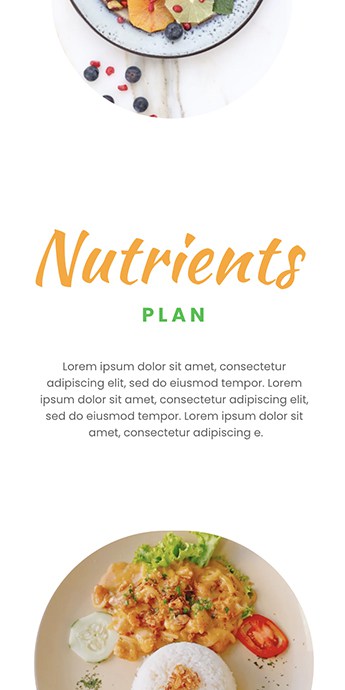 Nutrients
PLAN
Lorem ipsum dolor sit amet, consectetur
adipiscing elit, sed do eiusmod tempor. Lorem
ipsum dolor sit amet, consectetur adipiscing elit,
sed do eiusmod tempor. Lorem ipsum dolor sit
amet, consectetur adipiscing e.